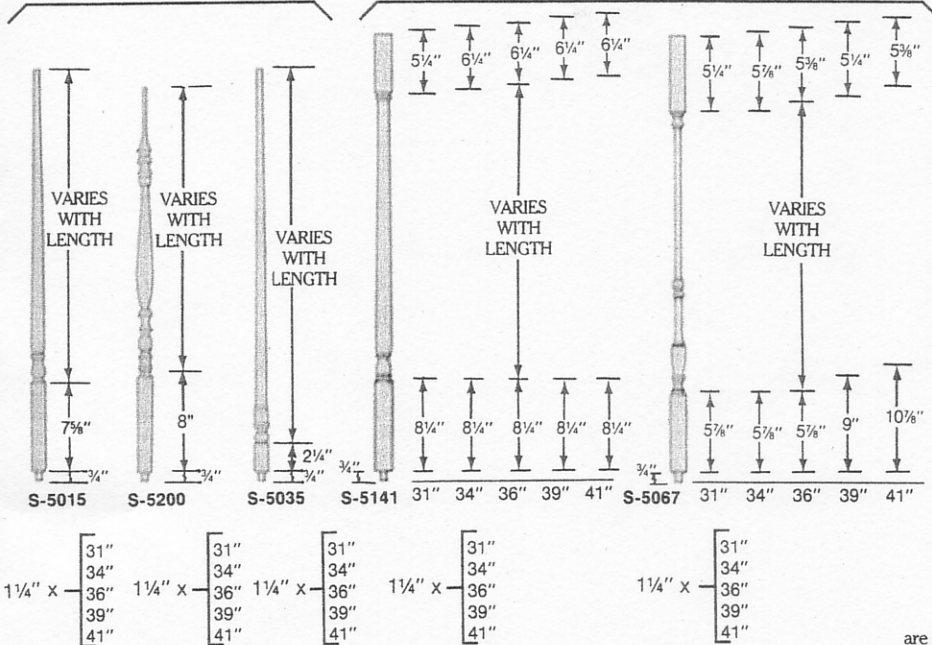 5¼" 6¼" 6¼" 6¼" 6¼"
5¼" 5⅞" 5⅜" 5¼" 5⅜"
VARIES
WITH
LENGTH
VARIES
WITH
LENGTH
VARIES
WITH
LENGTH
VARIES
WITH
LENGTH
VARIES
WITH
LENGTH
7⅝"
8"
2¼"
8¼" 8¼" 8¼" 8¼" 8¼"
5⅞" 5⅞" 5⅞" 9" 10⅞"
¾" ¾" ¾" ¾" ¾"
S-5015 S-5200 S-5035 S-5141 31" 34" 36" 39" 41" S-5067 31" 34" 36" 39" 41"
1¼" x
31"
34"
36"
39"
41"
1¼" x
31"
34"
36"
39"
41"
1¼" x
31"
34"
36"
39"
41"
1¼" x
31"
34"
36"
39"
41"
1¼" x
31"
34"
36"
39"
41"
are